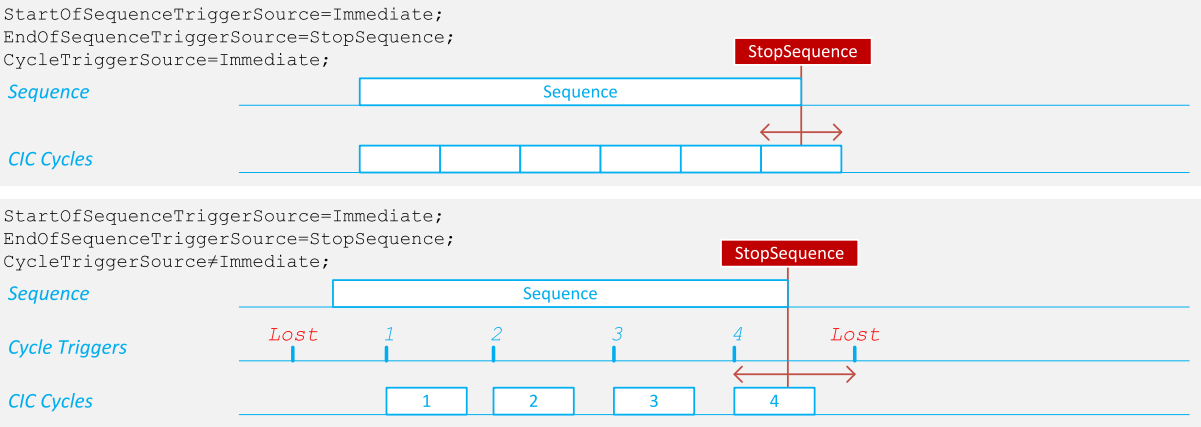 StartOfSequenceTriggerSource=Immediate;
EndOfSequenceTriggerSource=StopSequence;
CycleTriggerSource=Immediate;
StopSequence
Sequence
Sequence
CIC Cycles
StartOfSequenceTriggerSource=Immediate;
EndOfSequenceTriggerSource=StopSequence;
CycleTriggerSource≠Immediate;
StopSequence
Sequence
Sequence
Lost 1 2 3 4 Lost
Cycle Triggers
CIC Cycles
1 2 3 4